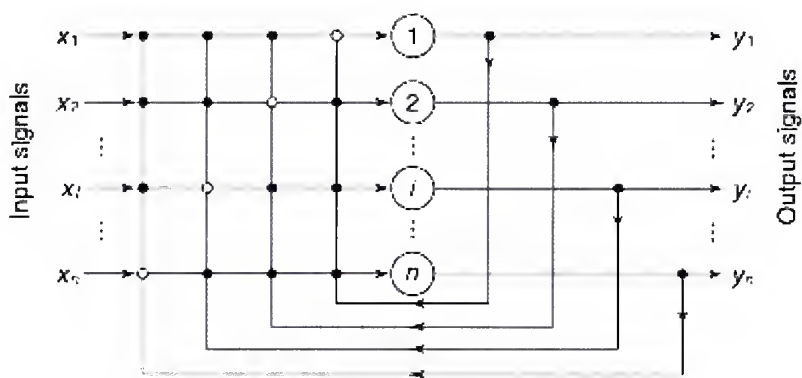 x₁ 1 y₁
x₂ 2 y₂
⋮ ⋮ ⋮
xᵢ i yᵢ
⋮ ⋮ ⋮
xₙ n yₙ
Input signals
Output signals